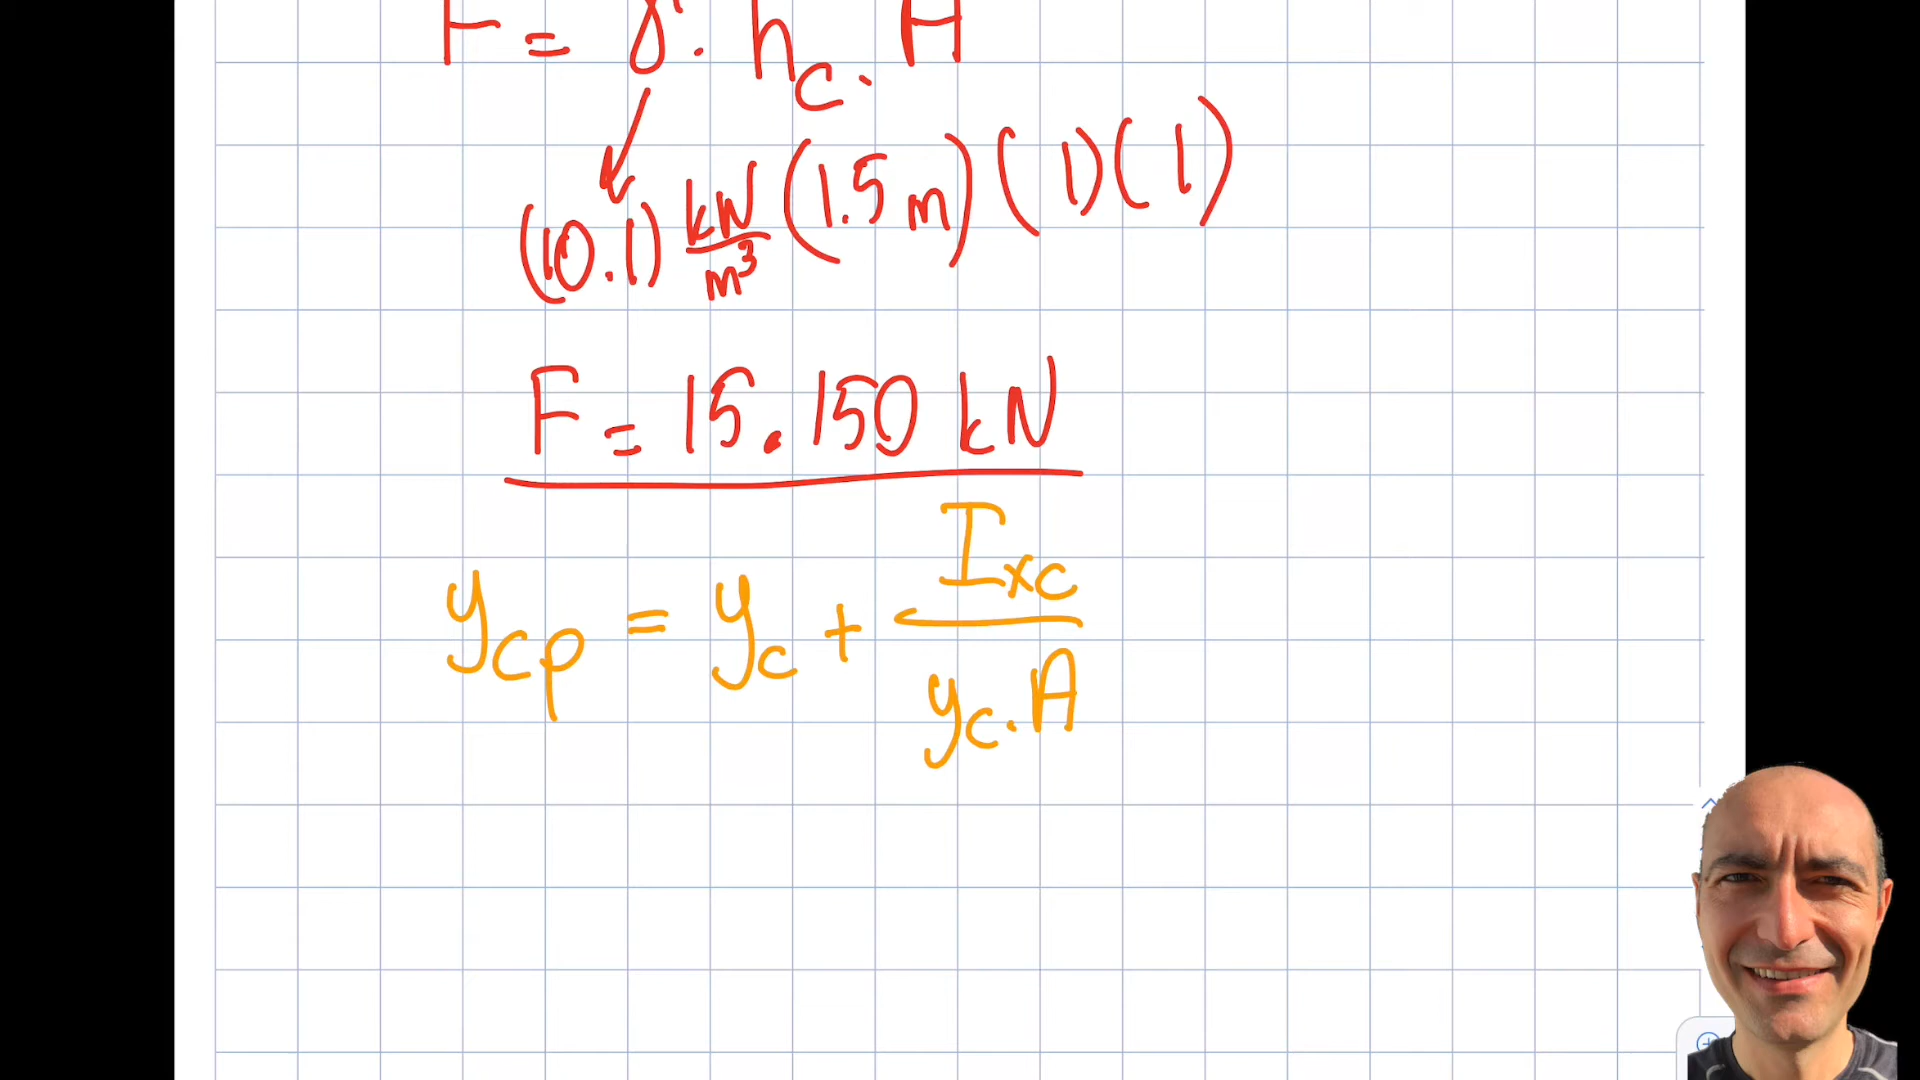 F = γ . h_c . A
(10.1) kN/m³ (1.5 m) (1) (1)
F = 15.150 kN
y_cp = y_c + I_xc / y_c . A